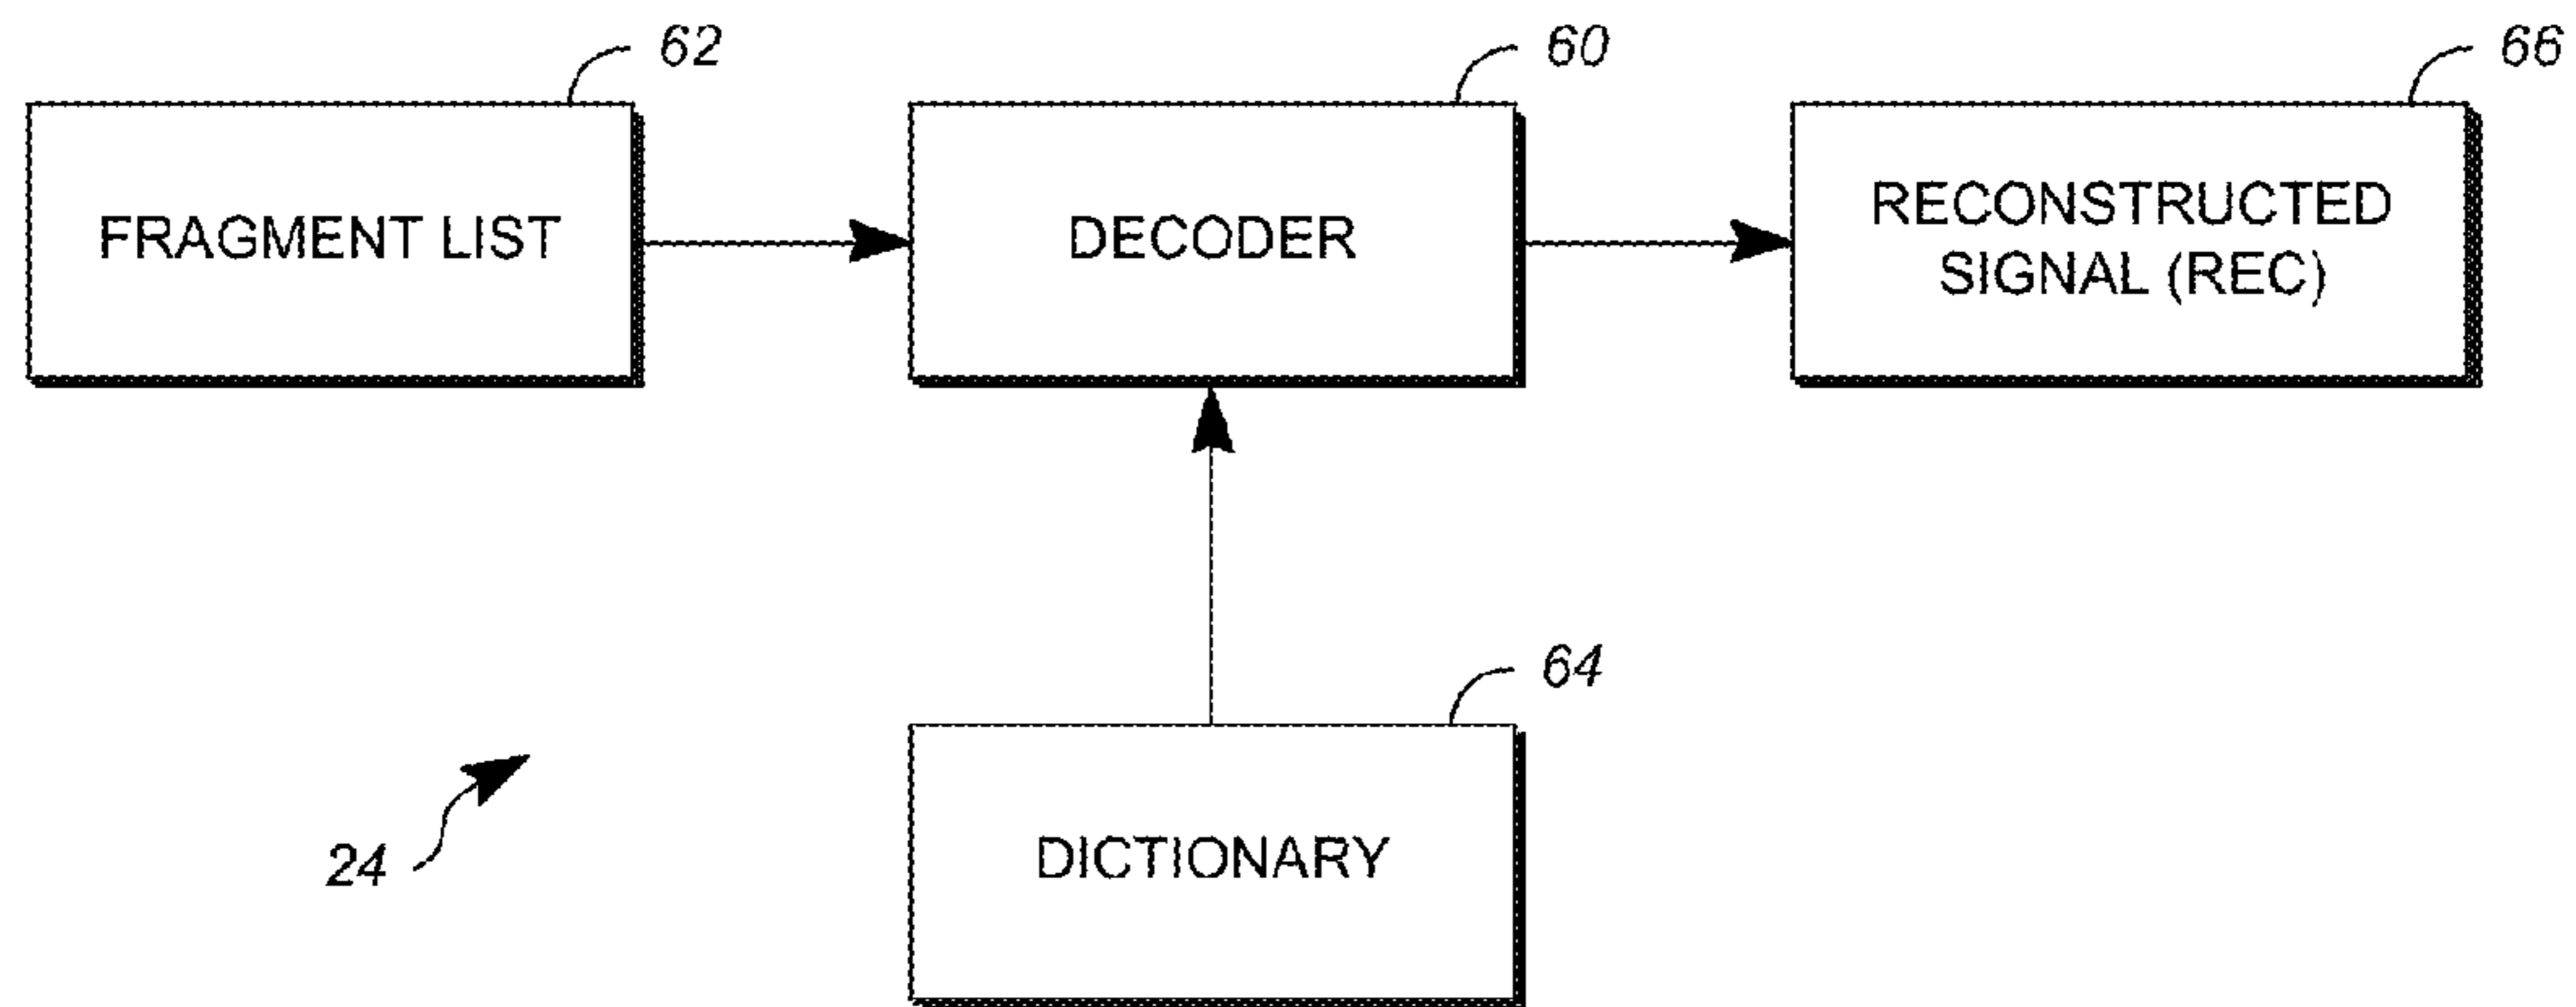 62
60
66
FRAGMENT LIST
DECODER
RECONSTRUCTED
SIGNAL (REC)
64
24
DICTIONARY